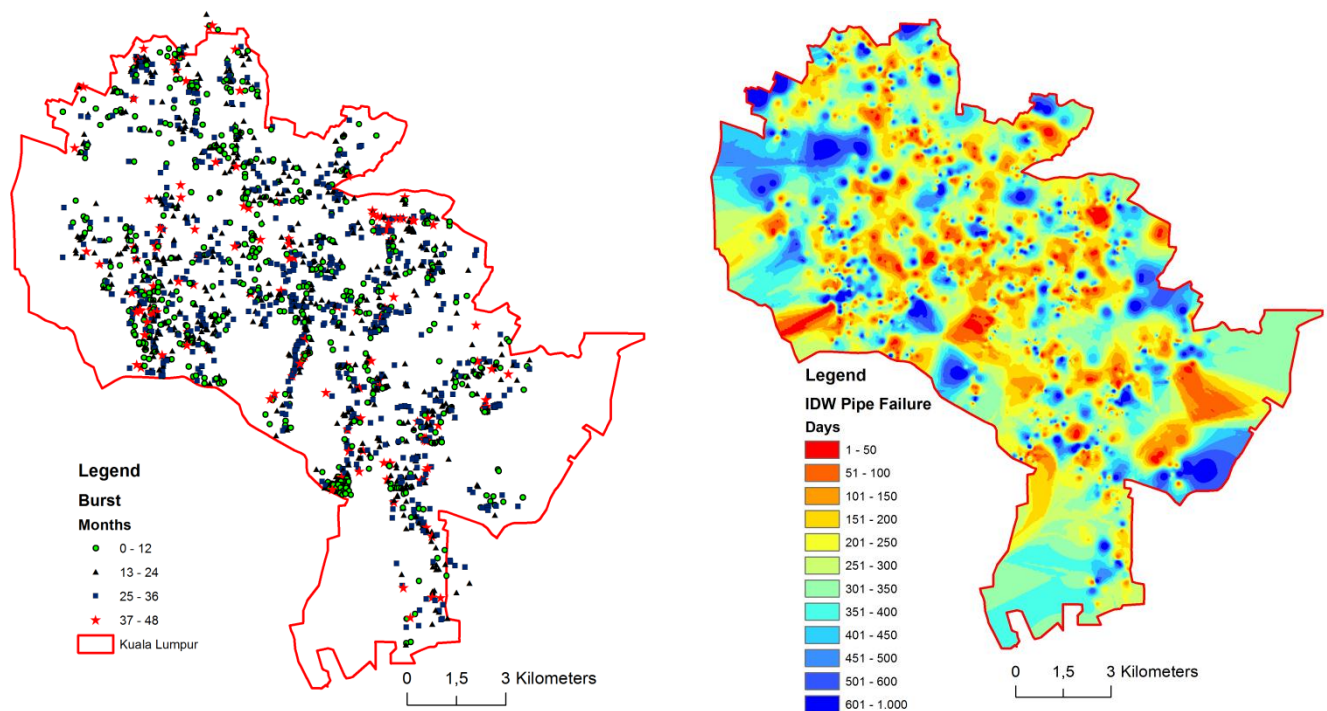 Legend
Burst
Months
0 - 12
13 - 24
25 - 36
37 - 48
Kuala Lumpur
0 1,5 3 Kilometers
Legend
IDW Pipe Failure
Days
1 - 50
51 - 100
101 - 150
151 - 200
201 - 250
251 - 300
301 - 350
351 - 400
401 - 450
451 - 500
501 - 600
601 - 1.000
0 1,5 3 Kilometers